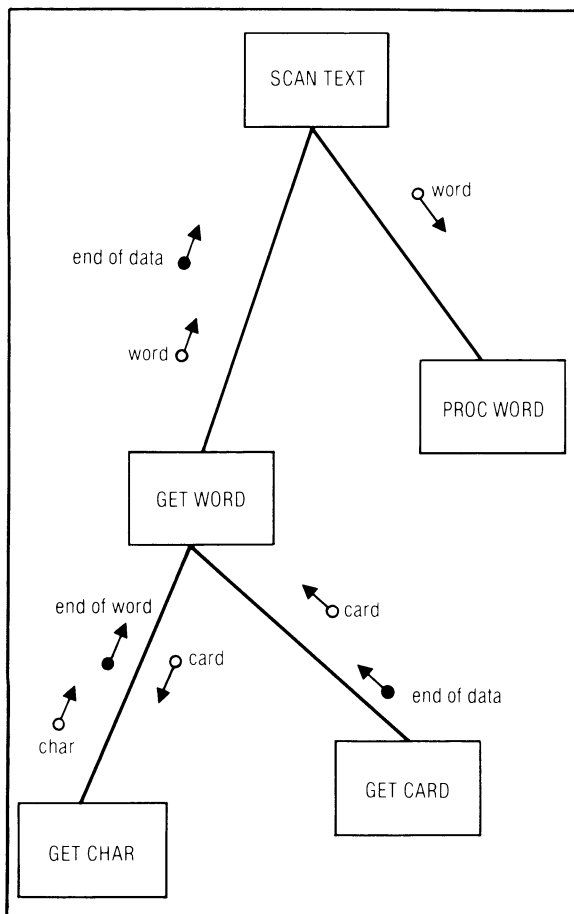 SCAN TEXT
word
end of data
word
PROC WORD
GET WORD
end of word
card
card
end of data
char
GET CARD
GET CHAR